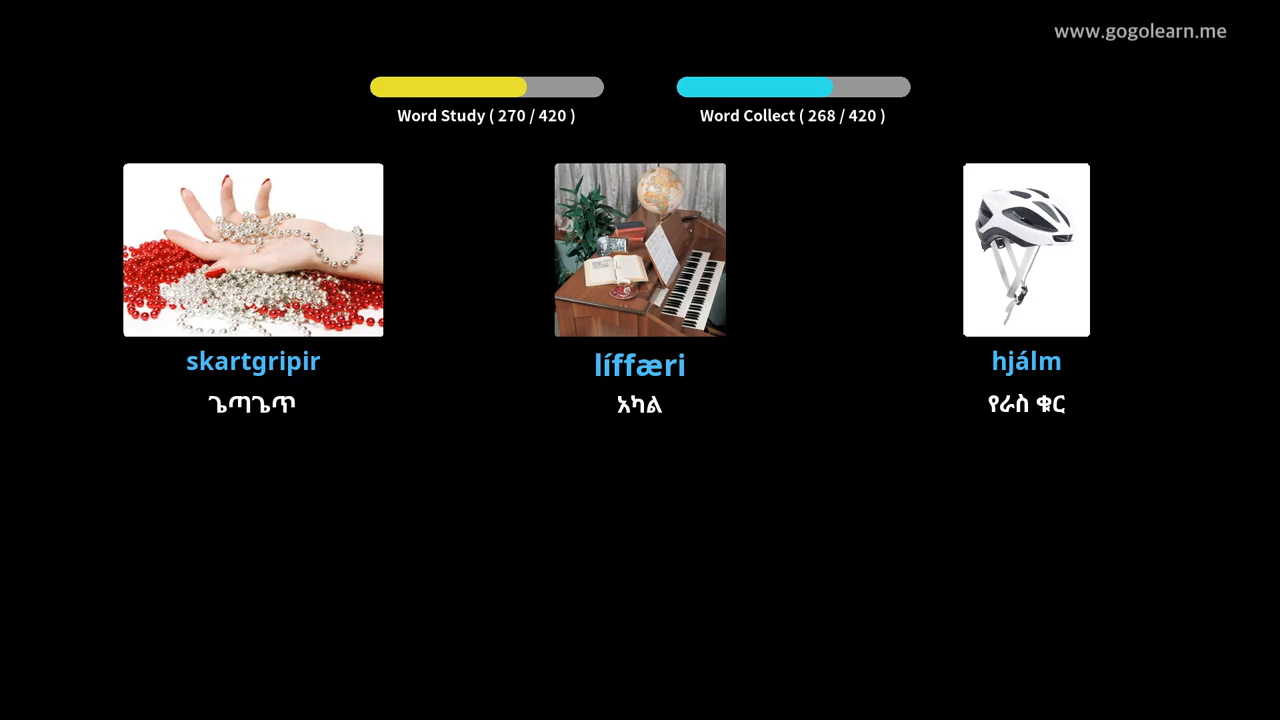 www.gogolearn.me
Word Study ( 270 / 420 )
Word Collect ( 268 / 420 )
skartgripir
líffæri
hjálm
ጌጣጌጥ
አካል
የራስ ቁር